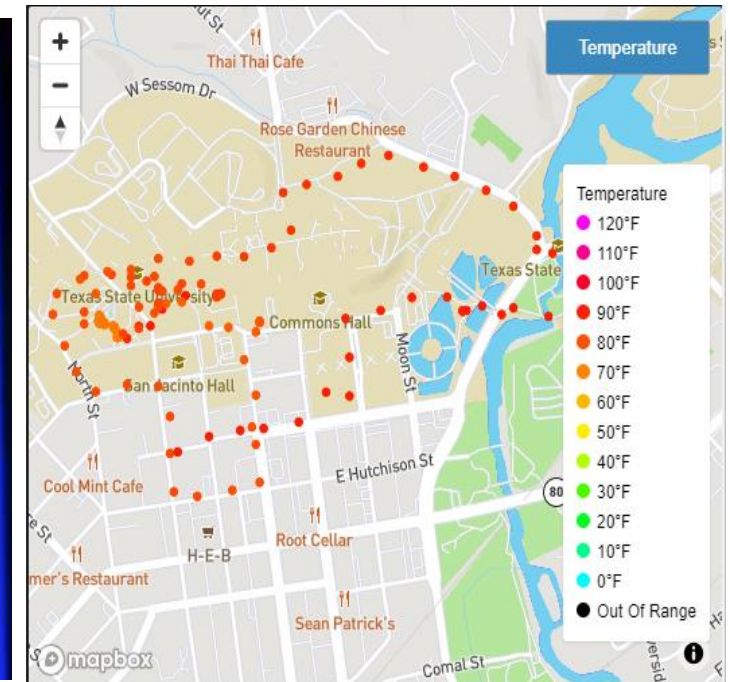 ut St
Thai Thai Cafe
Temperature
W Sessom Dr
Rose Garden Chinese
Restaurant
Temperature
120°F
110°F
100°F
90°F
80°F
70°F
60°F
50°F
40°F
30°F
20°F
10°F
0°F
Out Of Range
Texas State
Texas State University
Commons Hall
Moon St
San Jacinto Hall
North St
E Hutchison St
Cool Mint Cafe
80
Root Cellar
H-E-B
mer's Restaurant
Sean Patrick's
Comal St
mapbox